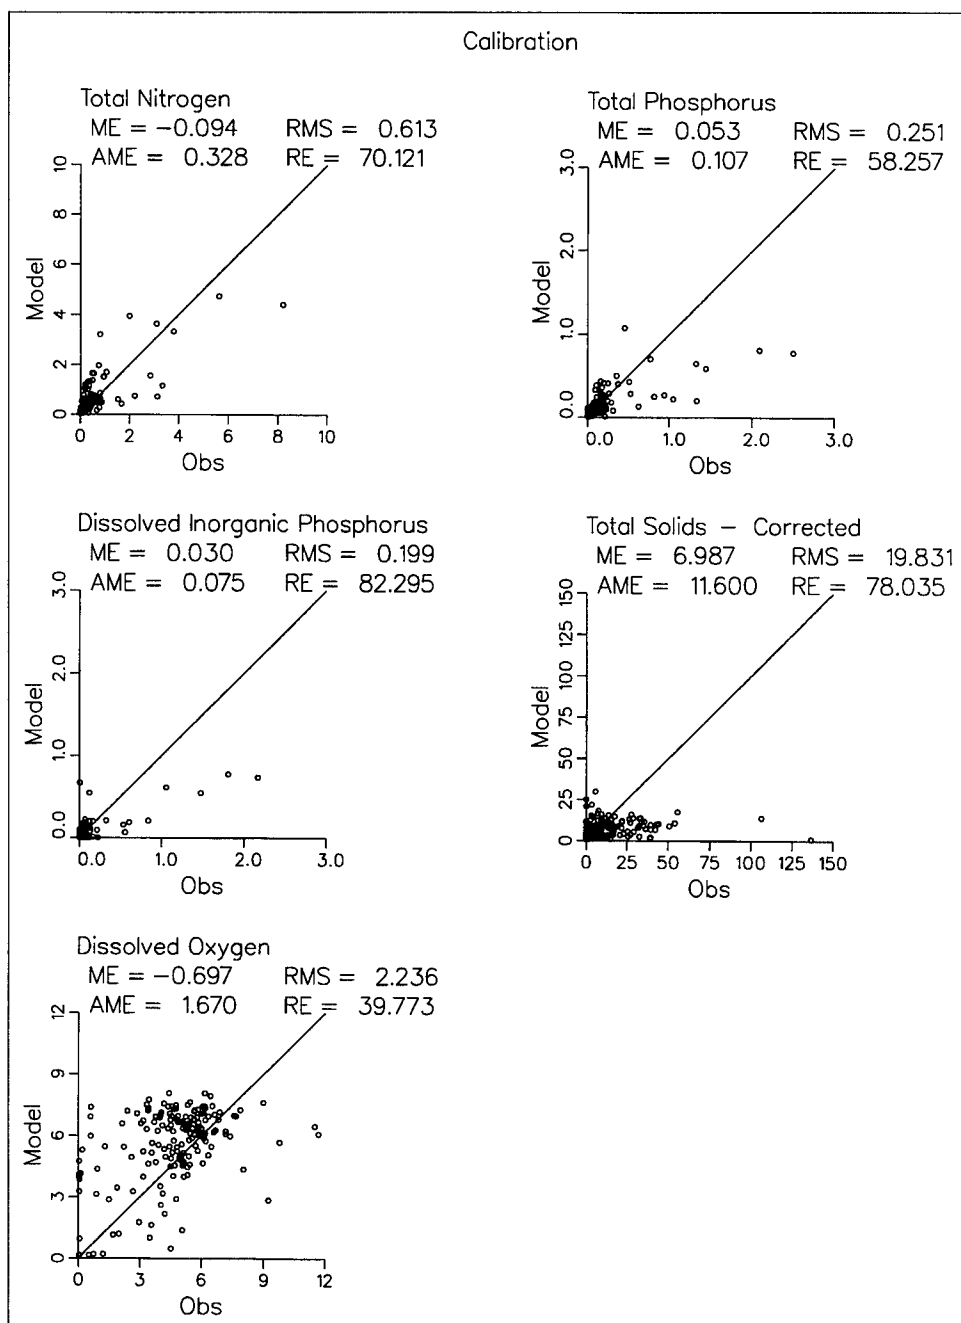 Calibration
Total Nitrogen
ME = -0.094 RMS = 0.613
AME = 0.328 RE = 70.121
10
8
6
4
2
0
Model
0 2 4 6 8 10
Obs
Total Phosphorus
ME = 0.053 RMS = 0.251
AME = 0.107 RE = 58.257
3.0
2.0
1.0
0.0
Model
0.0 1.0 2.0 3.0
Obs
Dissolved Inorganic Phosphorus
ME = 0.030 RMS = 0.199
AME = 0.075 RE = 82.295
3.0
2.0
1.0
0.0
Model
0.0 1.0 2.0 3.0
Obs
Total Solids - Corrected
ME = 6.987 RMS = 19.831
AME = 11.600 RE = 78.035
150
125
100
75
50
25
0
Model
0 25 50 75 100 125 150
Obs
Dissolved Oxygen
ME = -0.697 RMS = 2.236
AME = 1.670 RE = 39.773
12
9
6
3
0
Model
0 3 6 9 12
Obs